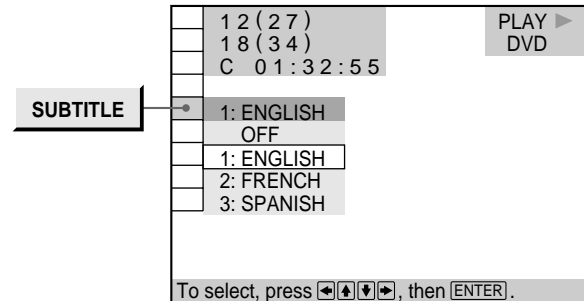 12(27)
18(34)
C 01:32:55
PLAY
DVD
SUBTITLE
1: ENGLISH
OFF
1: ENGLISH
2: FRENCH
3: SPANISH
To select, press , then ENTER .